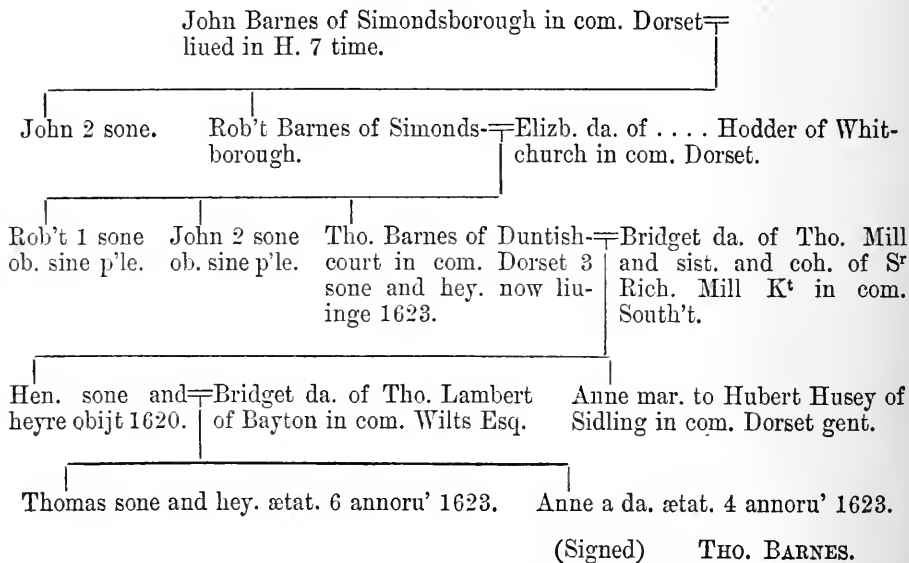 John Barnes of Simondsborough in com. Dorset
liued in H. 7 time.
John 2 sone.
Rob't Barnes of Simonds-
borough.
Elizb. da. of .... Hodder of Whit-
church in com. Dorset.
Rob't 1 sone
ob. sine p'le.
John 2 sone
ob. sine p'le.
Tho. Barnes of Duntish-
court in com. Dorset 3
sone and hey. now liu-
inge 1623.
Bridget da. of Tho. Mill
and sist. and coh. of Sʳ
Rich. Mill Kᵗ in com.
South't.
Hen. sone and
heyre obijt 1620.
Bridget da. of Tho. Lambert
of Bayton in com. Wilts Esq.
Anne mar. to Hubert Husey of
Sidling in com. Dorset gent.
Thomas sone and hey. ætat. 6 annoru' 1623.
Anne a da. ætat. 4 annoru' 1623.
(Signed) THO. BARNES.